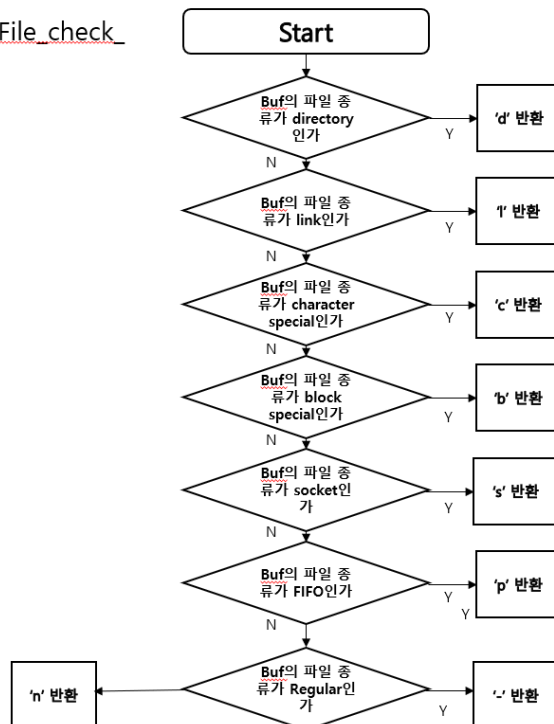 File_check_
Start
Buf의 파일 종
류가 directory
인가
Y
'd' 반환
N
Buf의 파일 종
류가 link인가
Y
'l' 반환
N
Buf의 파일 종
류가 character
special인가
Y
'c' 반환
N
Buf의 파일 종
류가 block
special인가
Y
'b' 반환
N
Buf의 파일 종
류가 socket인
가
Y
's' 반환
N
Buf의 파일 종
류가 FIFO인가
Y
Y
'p' 반환
N
Buf의 파일 종
류가 Regular인
가
'n' 반환
Y
'-' 반환